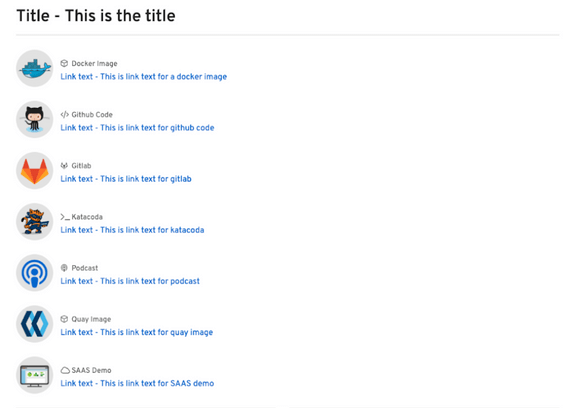 Title - This is the title
Docker Image
Link text - This is link text for a docker image
Github Code
Link text - This is link text for github code
Gitlab
Link text - This is link text for gitlab
Katacoda
Link text - This is link text for katacoda
Podcast
Link text - This is link text for podcast
Quay Image
Link text - This is link text for quay image
SAAS Demo
Link text - This is link text for SAAS demo